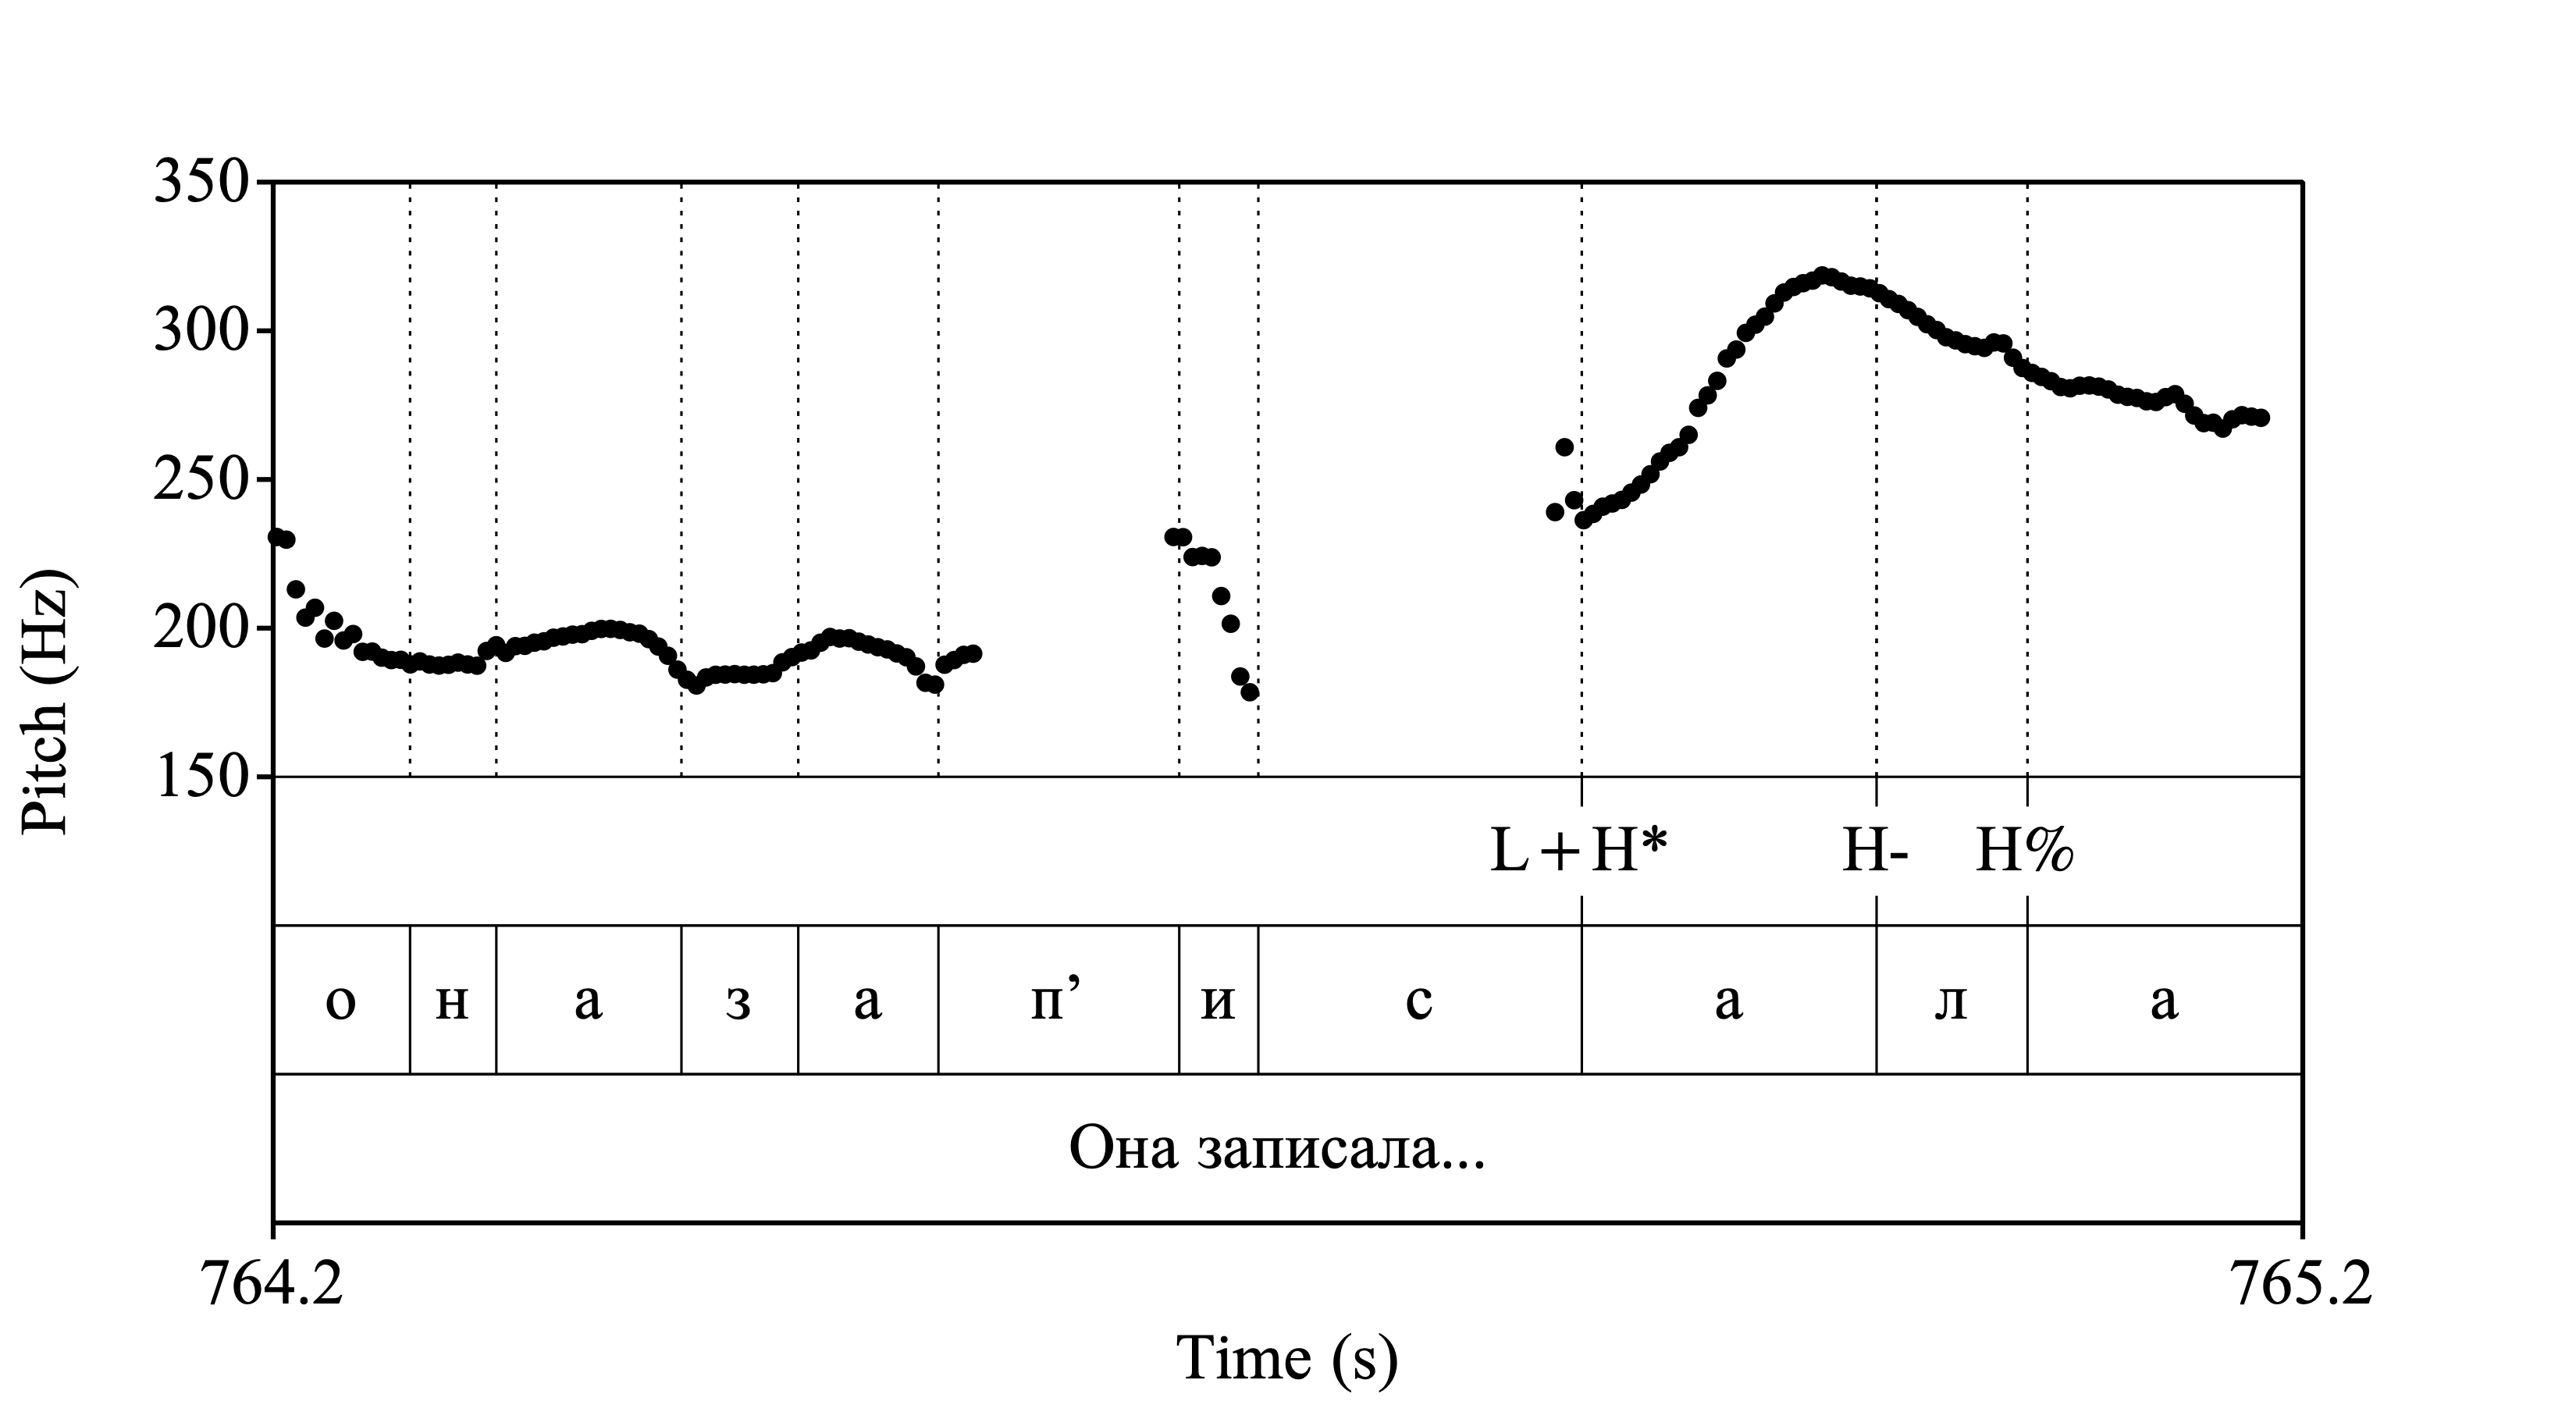 350
300
250
200
150
Pitch (Hz)
L+H* H- H%
о н а з а п’ и с а л а
Она записала...
764.2 765.2
Time (s)